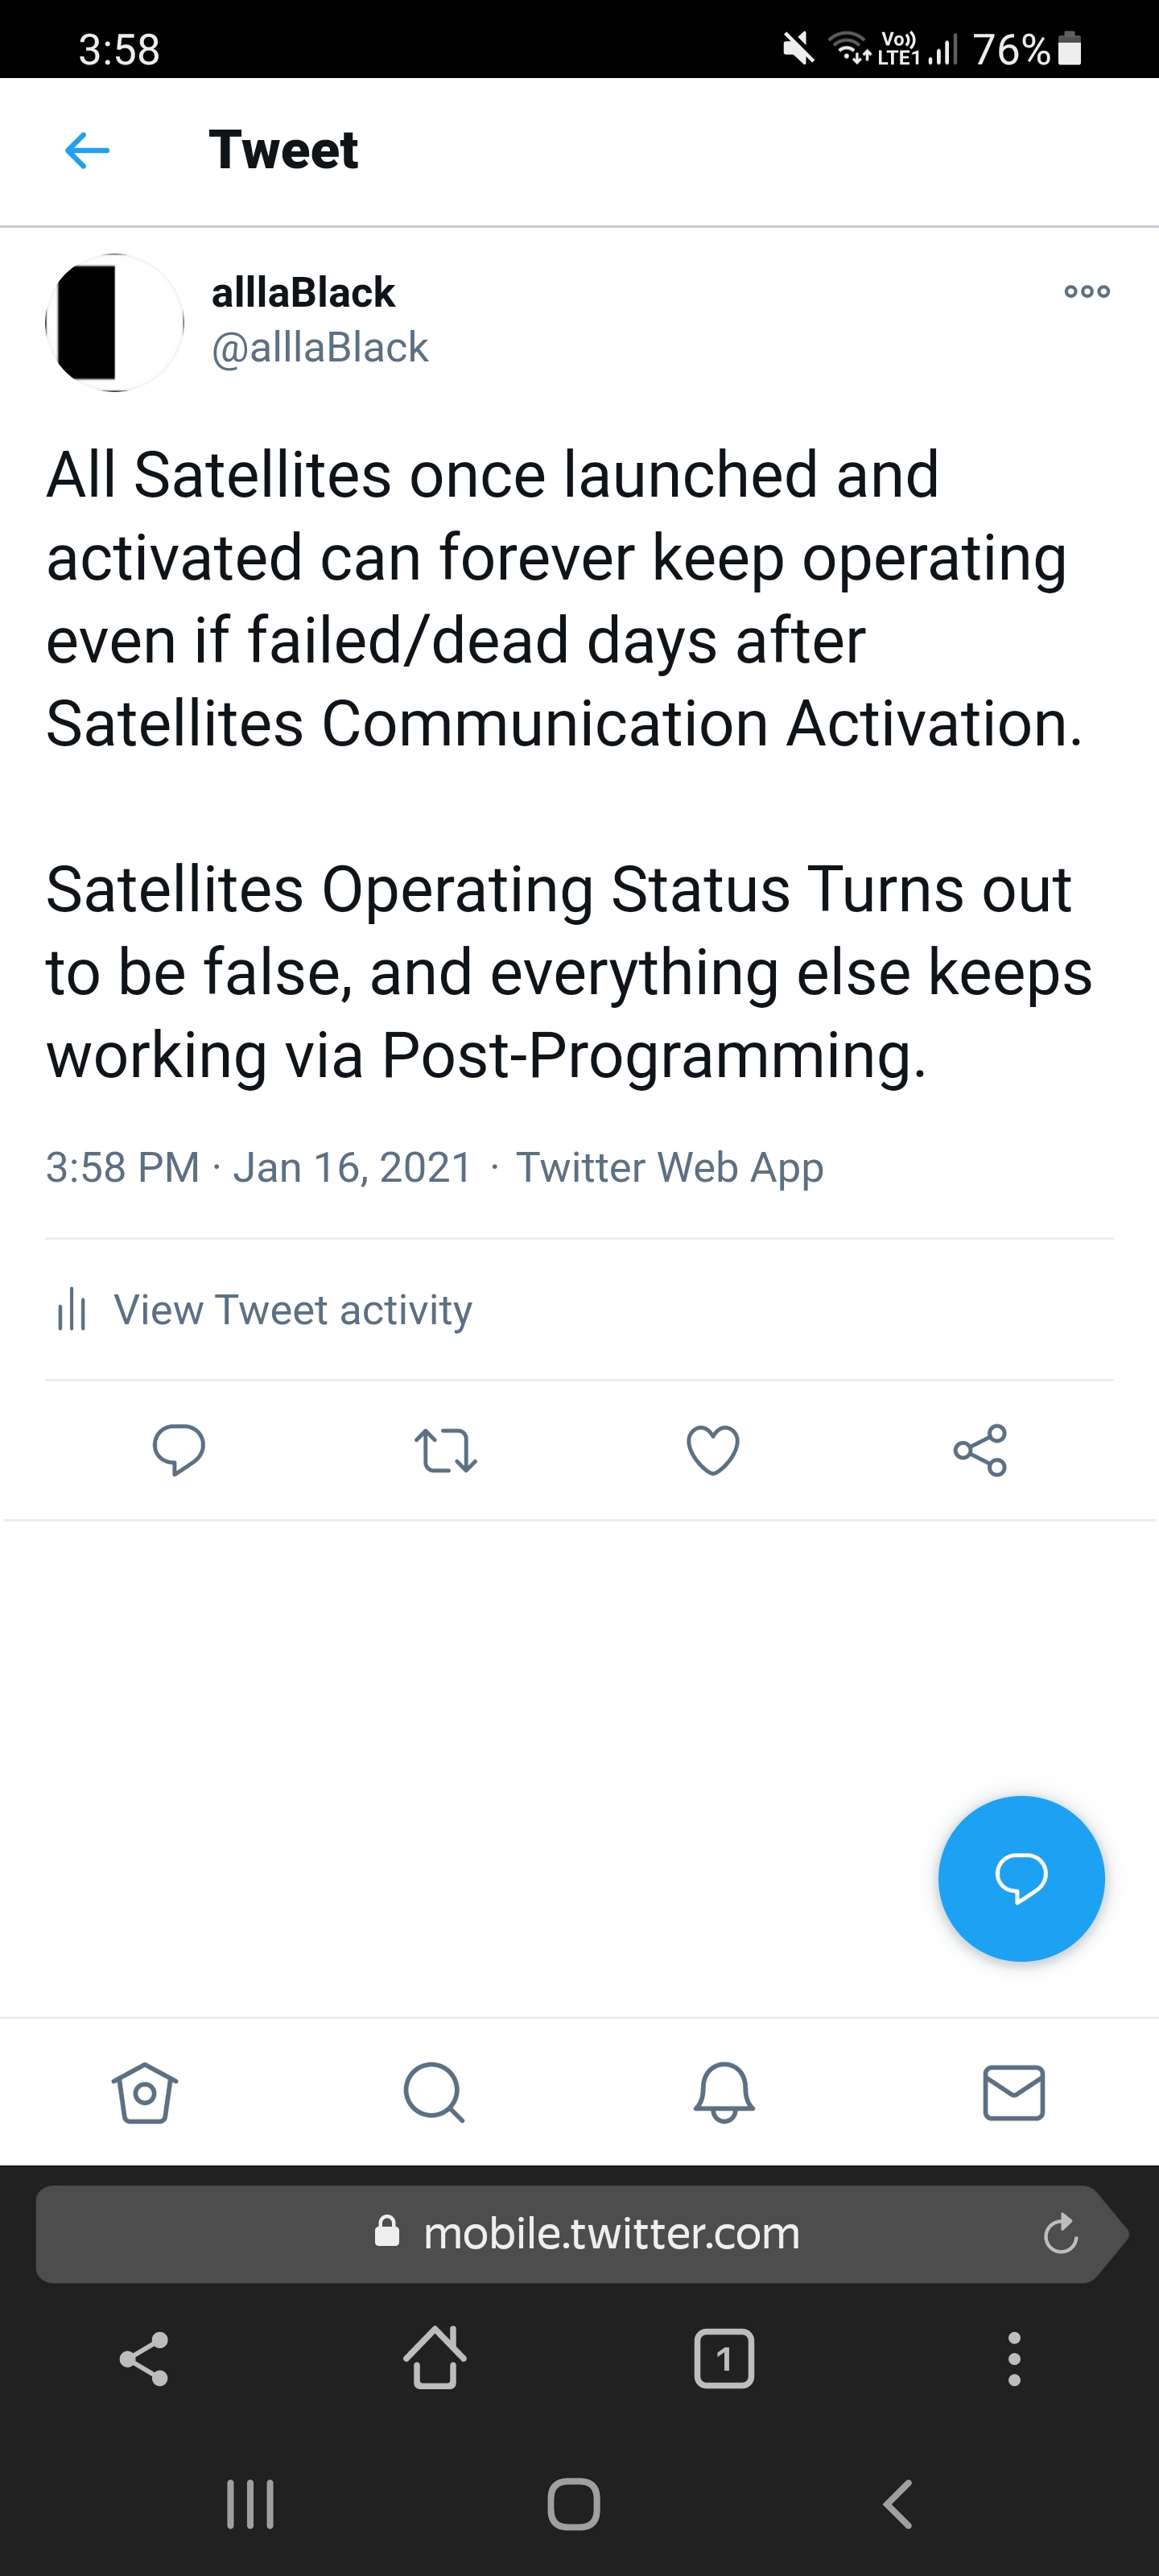 3:58
Vo))
LTE1
76%
Tweet
alllaBlack
@alllaBlack
All Satellites once launched and
activated can forever keep operating
even if failed/dead days after
Satellites Communication Activation.
Satellites Operating Status Turns out
to be false, and everything else keeps
working via Post-Programming.
3:58 PM · Jan 16, 2021 · Twitter Web App
View Tweet activity
mobile.twitter.com
1